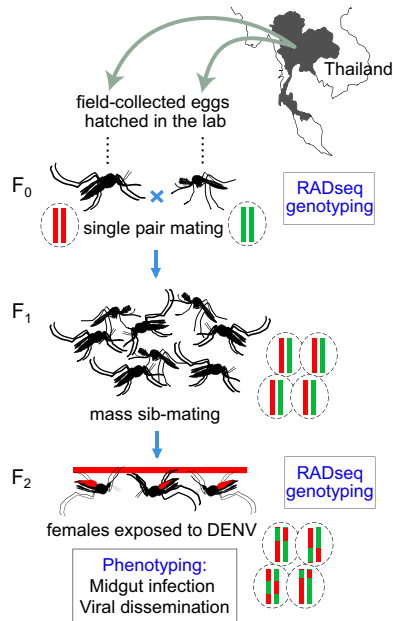 Thailand
field-collected eggs
hatched in the lab
F0
RADseq
genotyping
×
single pair mating
F1
mass sib-mating
F2
RADseq
genotyping
females exposed to DENV
Phenotyping:
Midgut infection
Viral dissemination